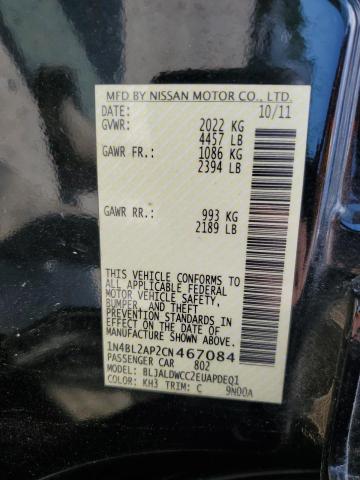 MFD BY NISSAN MOTOR CO., LTD.
DATE: 10/11
GVWR: 2022 KG
4457 LB
GAWR FR.: 1086 KG
2394 LB
GAWR RR.: 993 KG
2189 LB
THIS VEHICLE CONFORMS TO
ALL APPLICABLE FEDERAL
MOTOR VEHICLE SAFETY,
BUMPER, AND THEFT
PREVENTION STANDARDS
IN EFFECT ON THE DATE OF
MANUFACTURE SHOWN ABOVE.
1N4BL2AP2CN467084
PASSENGER CAR 802
MODEL: BLJALDWCC2EUAPDEQ1
COLOR: KH3 TRIM: C 9N00A